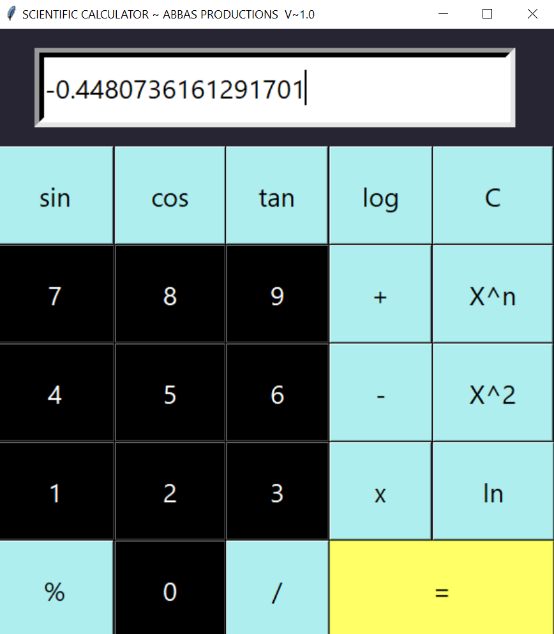 SCIENTIFIC CALCULATOR ~ ABBAS PRODUCTIONS V~1.0
-0.4480736161291701
sin cos tan log C
7 8 9 + X^n
4 5 6 - X^2
1 2 3 x ln
% 0 / =